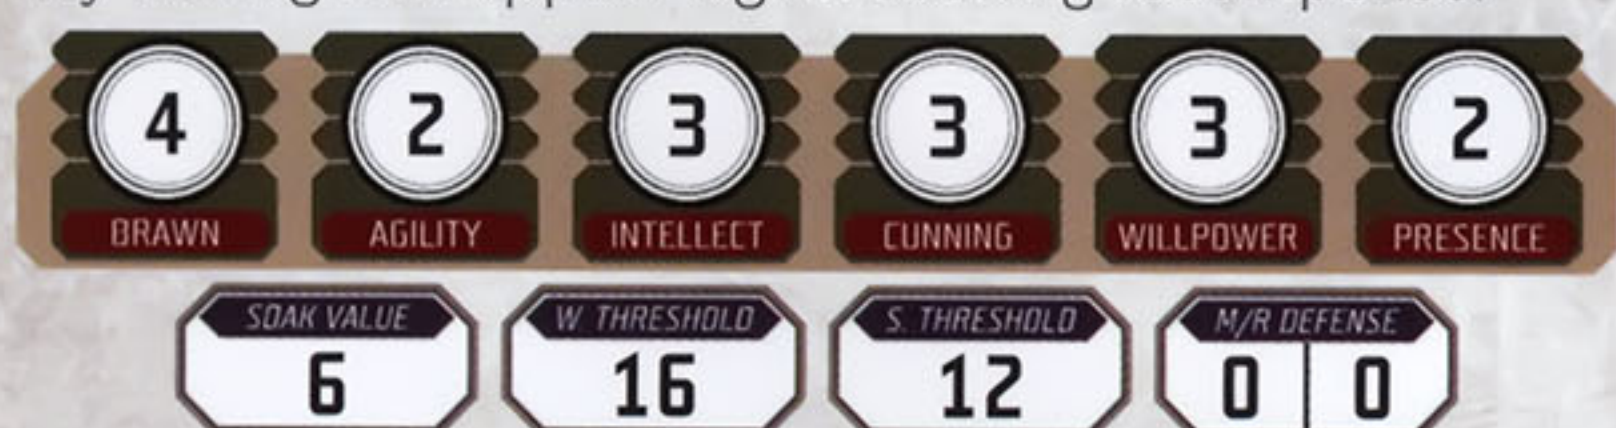 4 2 3 3 3 2
BRAWN AGILITY INTELLECT CUNNING WILLPOWER PRESENCE
SOAK VALUE W. THRESHOLD S. THRESHOLD M/R DEFENSE
6 16 12 0 0